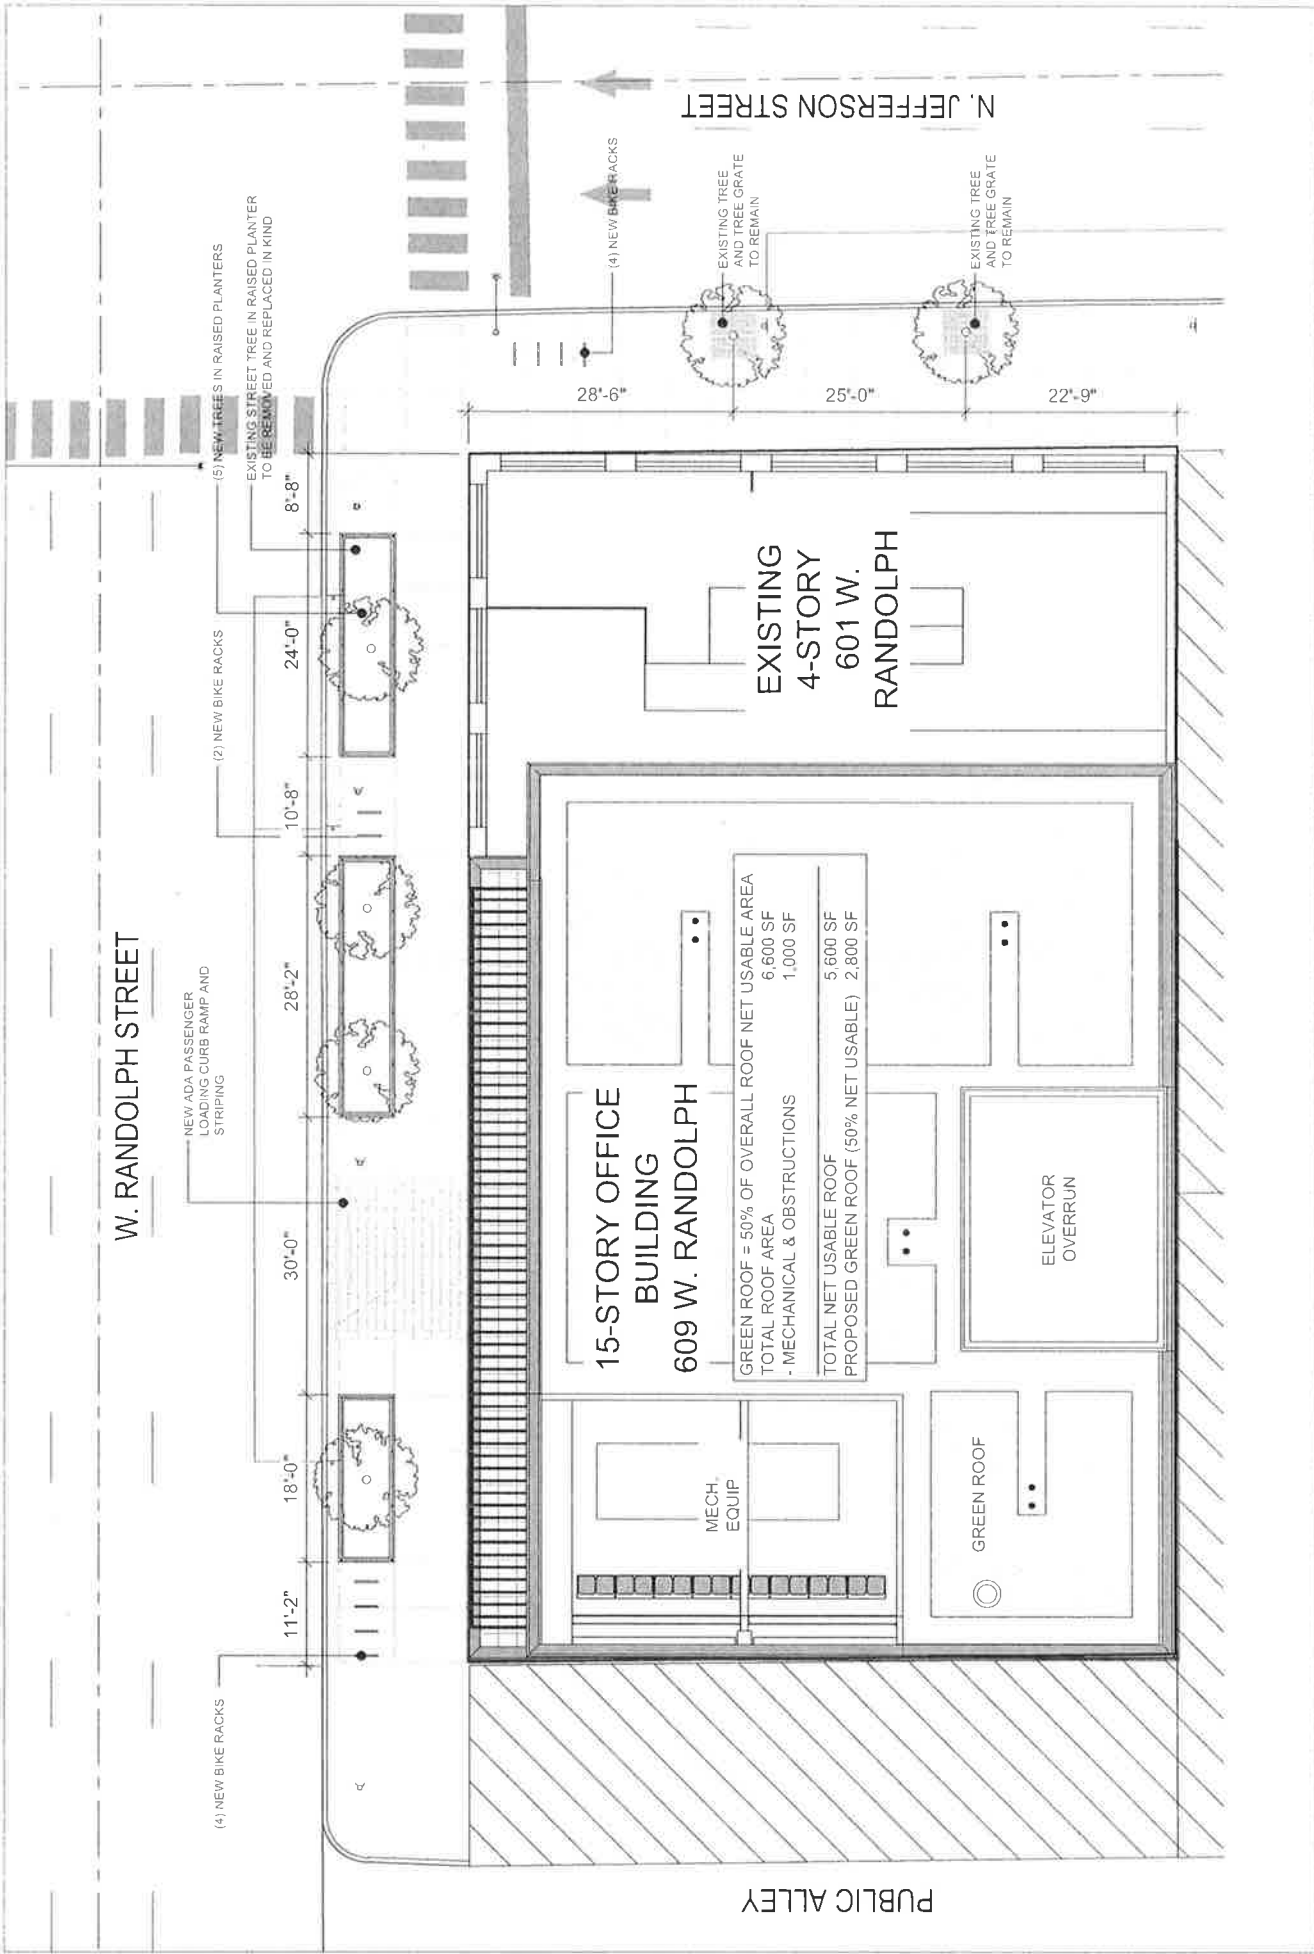 W. RANDOLPH STREET
NEW ADA PASSENGER
LOADING CURB RAMP AND
STRIPING
(4) NEW BIKE RACKS
(2) NEW BIKE RACKS
(5) NEW TREES IN RAISED PLANTERS
EXISTING STREET TREE IN RAISED PLANTER
TO BE REMOVED AND REPLACED IN KIND
11'-2"
18'-0"
30'-0"
28'-2"
10'-8"
24'-0"
8'-8"
N. JEFFERSON STREET
(4) NEW BIKE RACKS
EXISTING TREE
AND TREE GRATE
TO REMAIN
EXISTING TREE
AND TREE GRATE
TO REMAIN
28'-6"
25'-0"
22'-9"
15-STORY OFFICE
BUILDING
609 W. RANDOLPH
GREEN ROOF = 50% OF OVERALL ROOF NET USABLE AREA
TOTAL ROOF AREA 6,600 SF
- MECHANICAL & OBSTRUCTIONS 1,000 SF
TOTAL NET USABLE ROOF 5,600 SF
PROPOSED GREEN ROOF (50% NET USABLE) 2,800 SF
EXISTING
4-STORY
601 W.
RANDOLPH
MECH.
EQUIP
GREEN ROOF
ELEVATOR
OVERRUN
PUBLIC ALLEY